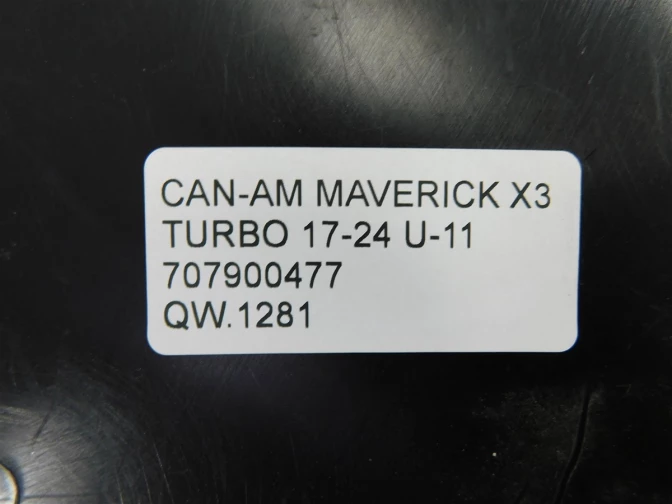 CAN-AM MAVERICK X3
TURBO 17-24 U-11
707900477
QW.1281